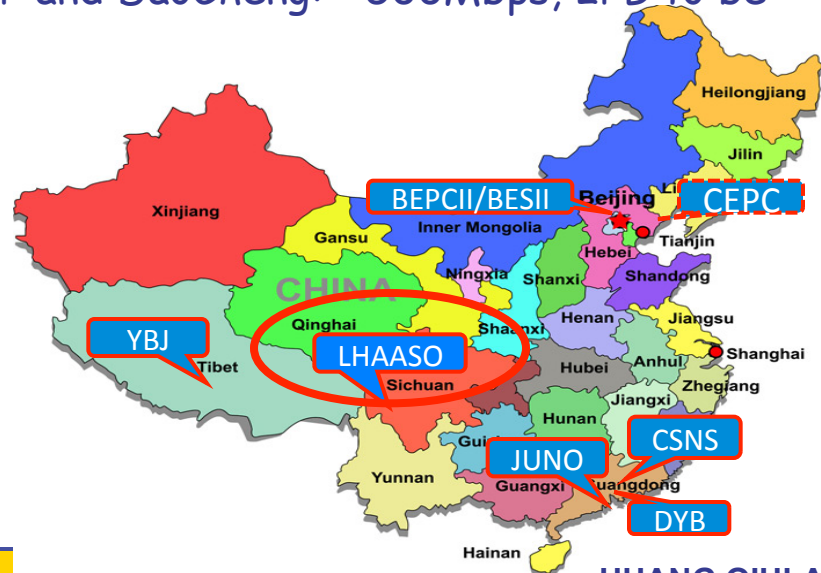 and DaoCheng: 500Mbps, IPv6 to be
Heilongjiang
Jilin
BEPCII/BESII
Beijing
CEPC
Xinjiang
Inner Mongolia
Gansu
Tianjin
Hebei
Ningxia
Shanxi
Shandong
CHINA
Qinghai
Shaanxi
Henan
Jiangsu
YBJ
Tibet
LHAASO
Shanghai
Anhui
Hubei
Sichuan
Zhegiang
Jiangxi
Hunan
CSNS
JUNO
Yunnan
Guangxi
Guangdong
DYB
Hainan